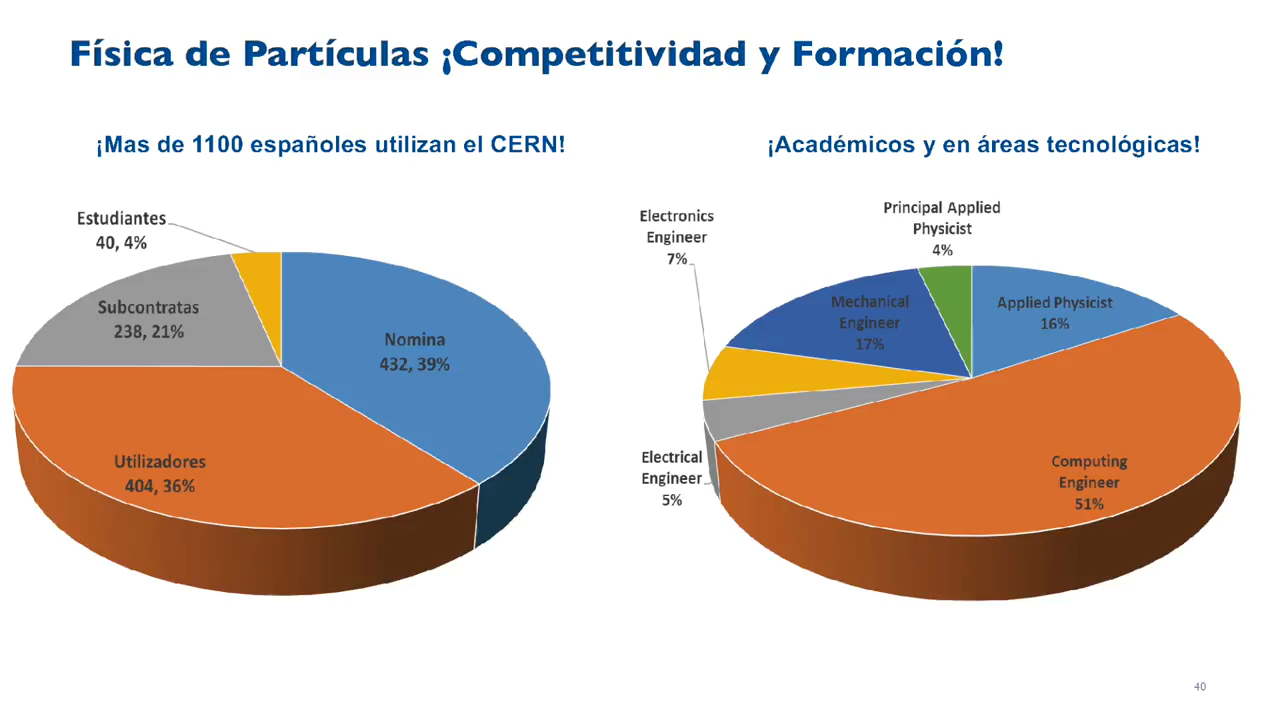 Física de Partículas ¡Competitividad y Formación!
¡Mas de 1100 españoles utilizan el CERN!
Estudiantes
40, 4%
Subcontratas
238, 21%
Nomina
432, 39%
Utilizadores
404, 36%
¡Académicos y en áreas tecnológicas!
Electronics
Engineer
7%
Principal Applied
Physicist
4%
Mechanical
Engineer
17%
Applied Physicist
16%
Electrical
Engineer
5%
Computing
Engineer
51%
40